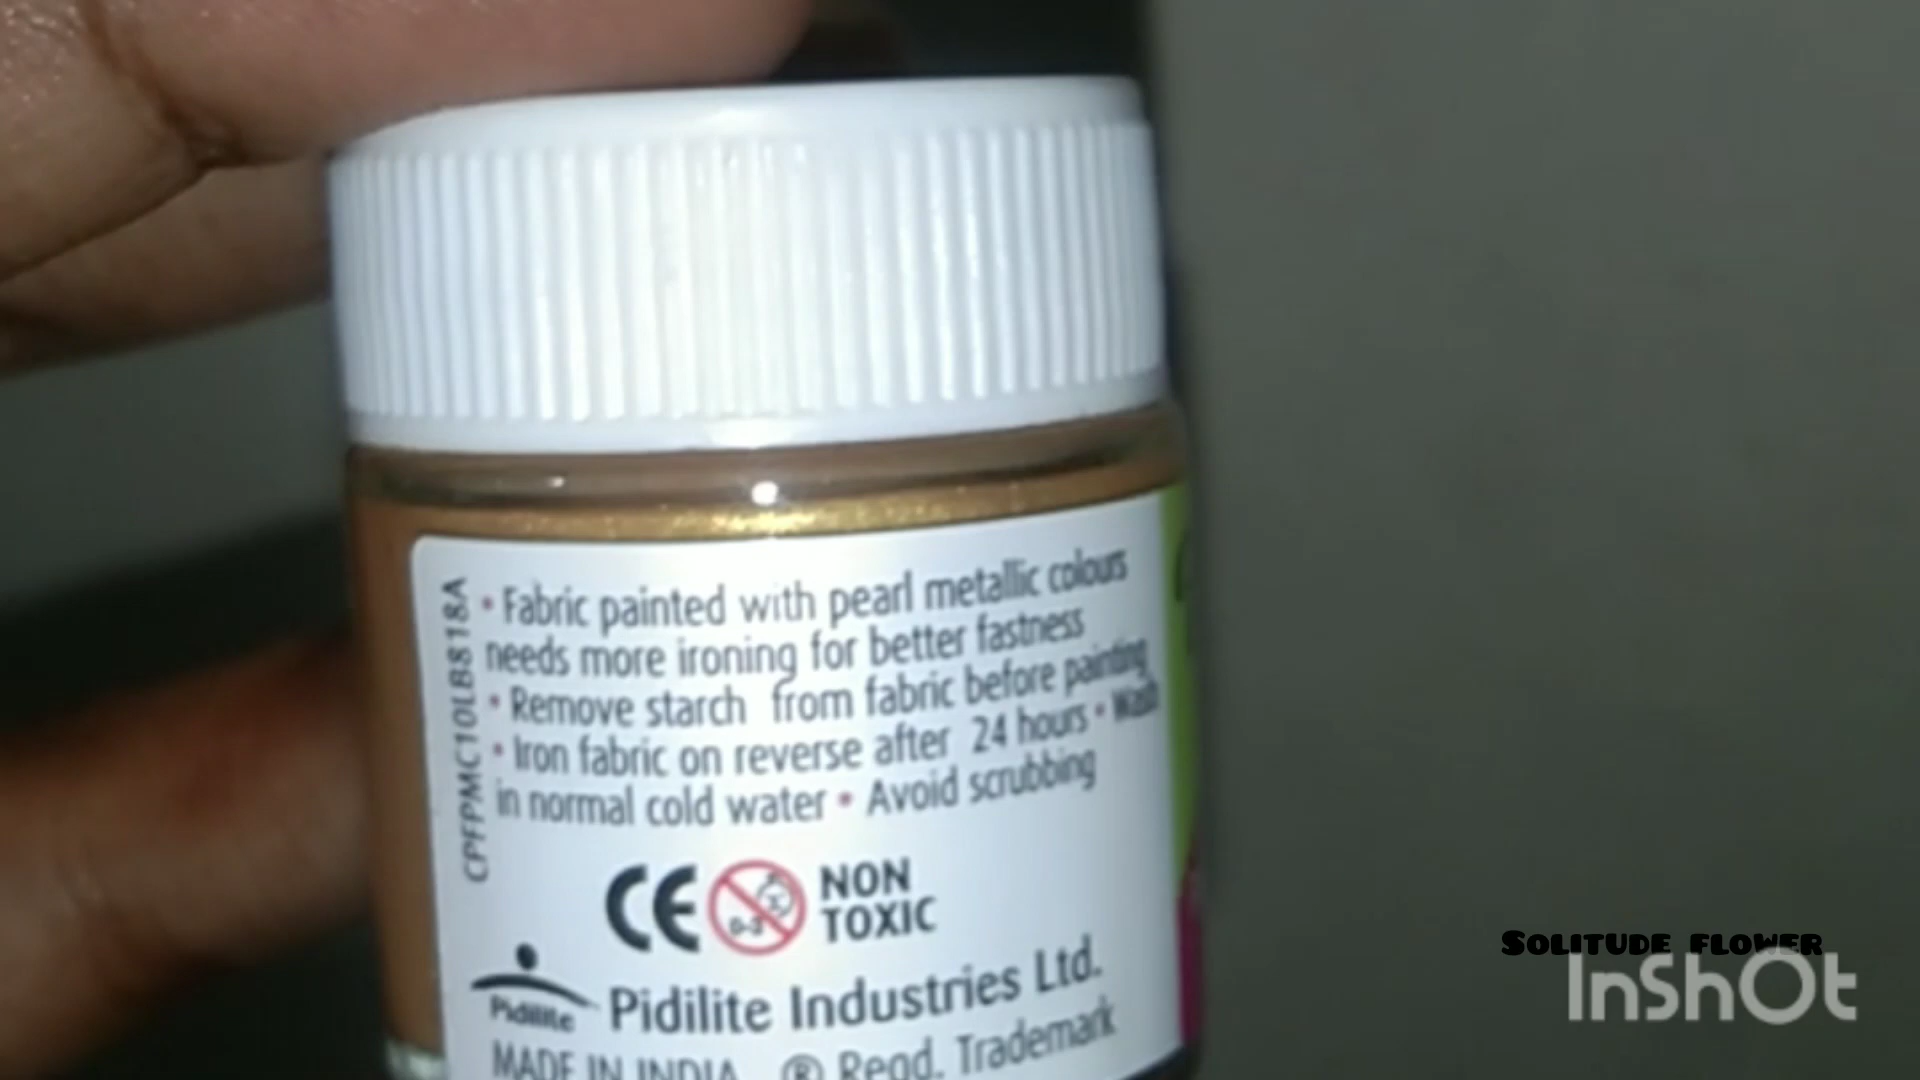 • Fabric painted with pearl metallic colours
needs more ironing for better fastness
• Remove starch from fabric before painting
• Iron fabric on reverse after 24 hours • Wash
in normal cold water • Avoid scrubbing
CPFPMC10LB818A
CE 0-3 NON
TOXIC
Pidilite Pidilite Industries Ltd.
MADE IN INDIA ® Regd. Trademark
SOLITUDE FLOWER
InShOt